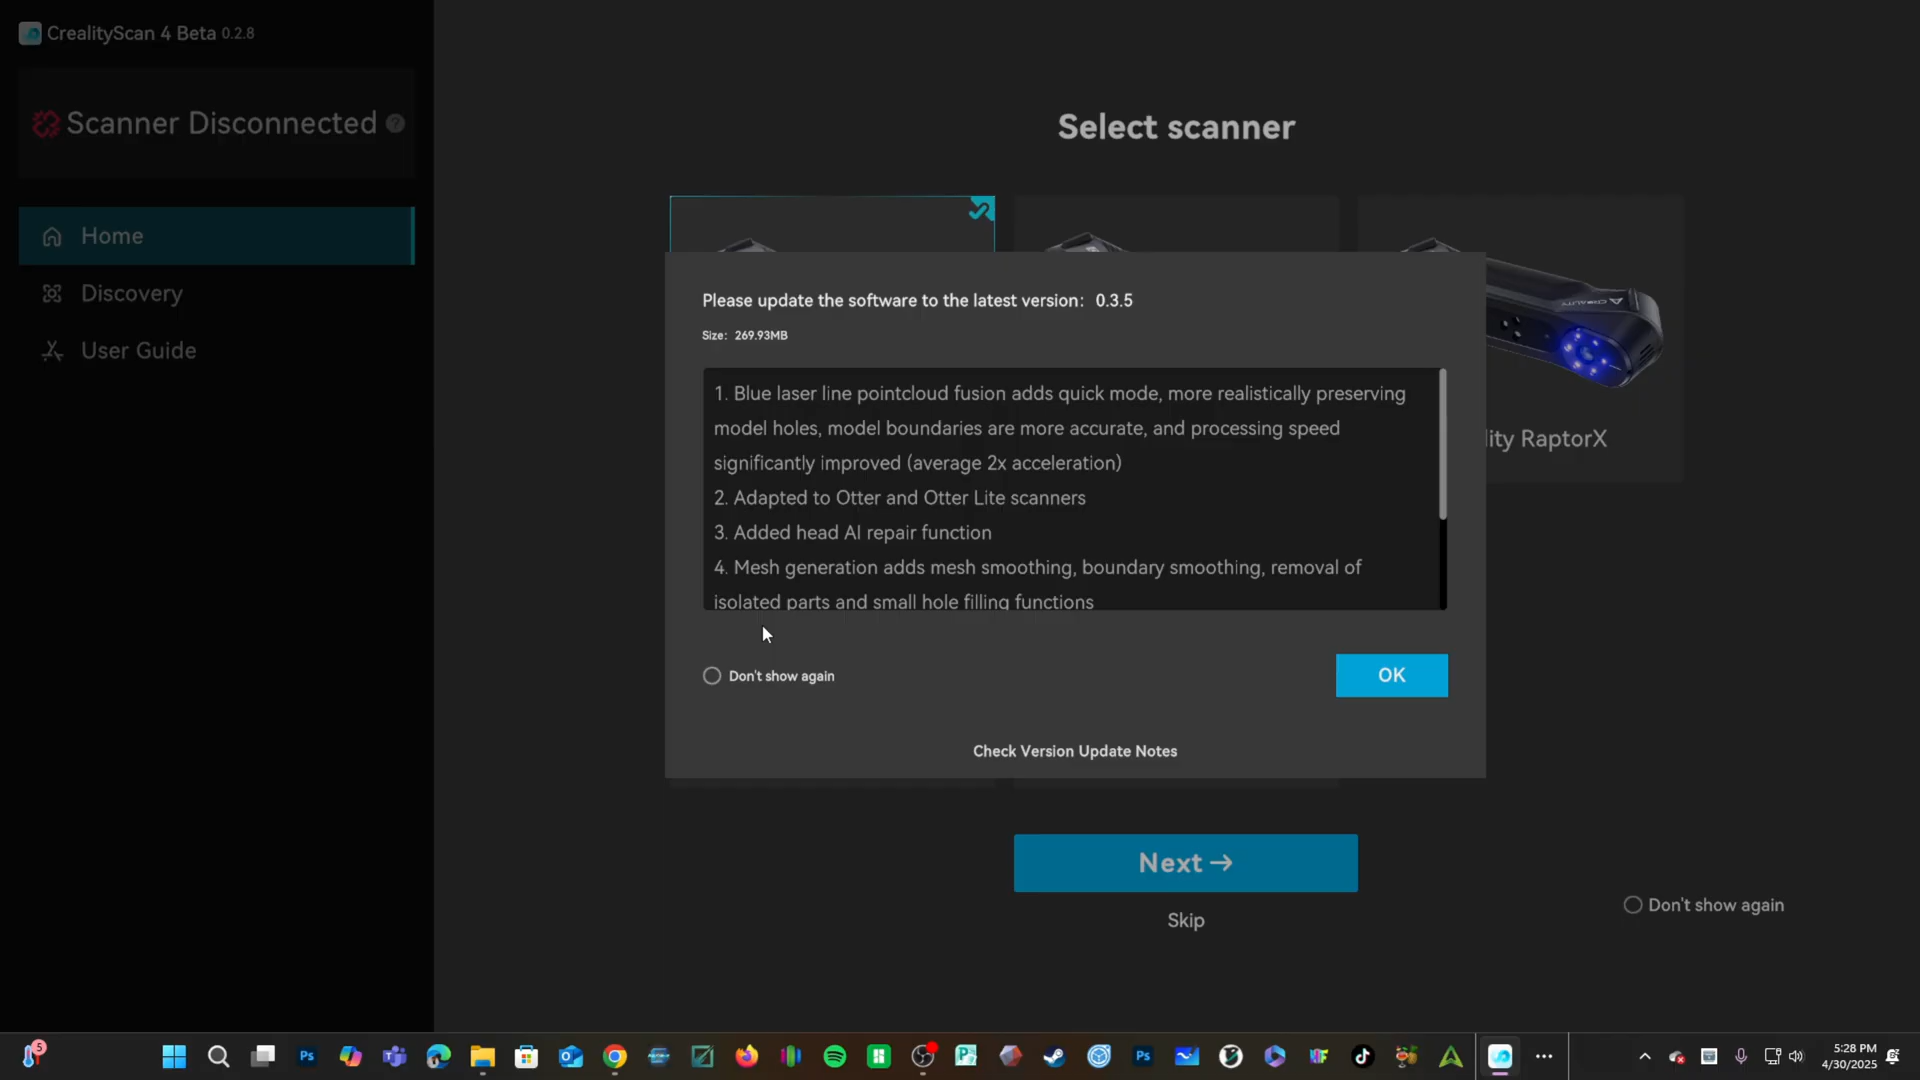 CrealityScan 4 Beta 0.2.8
Scanner Disconnected ?
Home
Discovery
User Guide
Select scanner
CREALITY
lity RaptorX
Please update the software to the latest version: 0.3.5
Size: 269.93MB
1. Blue laser line pointcloud fusion adds quick mode, more realistically preserving
model holes, model boundaries are more accurate, and processing speed
significantly improved (average 2x acceleration)
2. Adapted to Otter and Otter Lite scanners
3. Added head AI repair function
4. Mesh generation adds mesh smoothing, boundary smoothing, removal of
isolated parts and small hole filling functions
Don't show again
OK
Check Version Update Notes
Next →
Skip
Don't show again
5
Ps
Ps
5:28 PM
4/30/2025